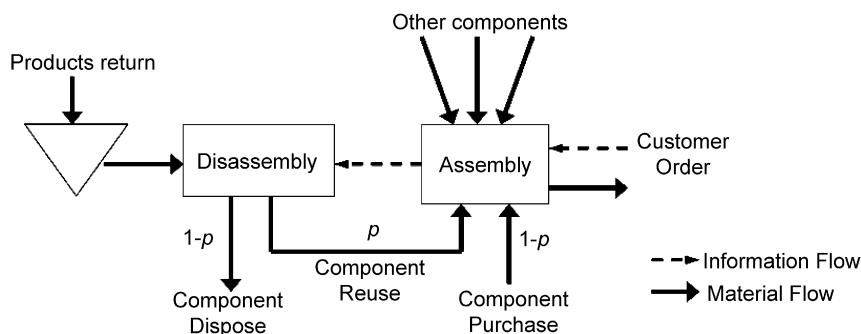 Other components
Products return
Disassembly
Assembly
Customer
Order
1-p
p
1-p
Component
Reuse
Component
Dispose
Component
Purchase
Information Flow
Material Flow